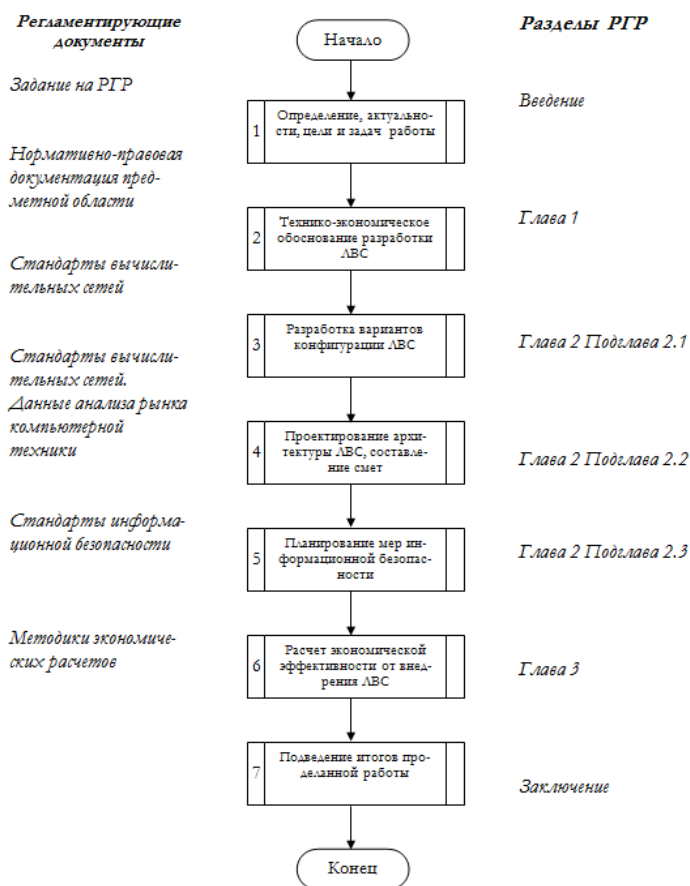 Регламентирующие
документы
Задание на РГР
Нормативно-правовая
документация пред-
метной области
Стандарты вычисли-
тельных сетей
Стандарты вычисли-
тельных сетей.
Данные анализа рынка
компьютерной
техники
Стандарты информа-
ционной безопасности
Методики экономиче-
ских расчетов
Начало
1
Определение, актуально-
сти, цели и задач работы
2
Технико-экономическое
обоснование разработки
ЛВС
3
Разработка вариантов
конфигурации ЛВС
4
Проектирование архи-
тектуры ЛВС, составле-
ние смет
5
Планирование мер ин-
формационной безопас-
ности
6
Расчет экономической
эффективности от внед-
рения ЛВС
7
Подведение итогов про-
деланной работы
Конец
Разделы РГР
Введение
Глава 1
Глава 2 Подглава 2.1
Глава 2 Подглава 2.2
Глава 2 Подглава 2.3
Глава 3
Заключение